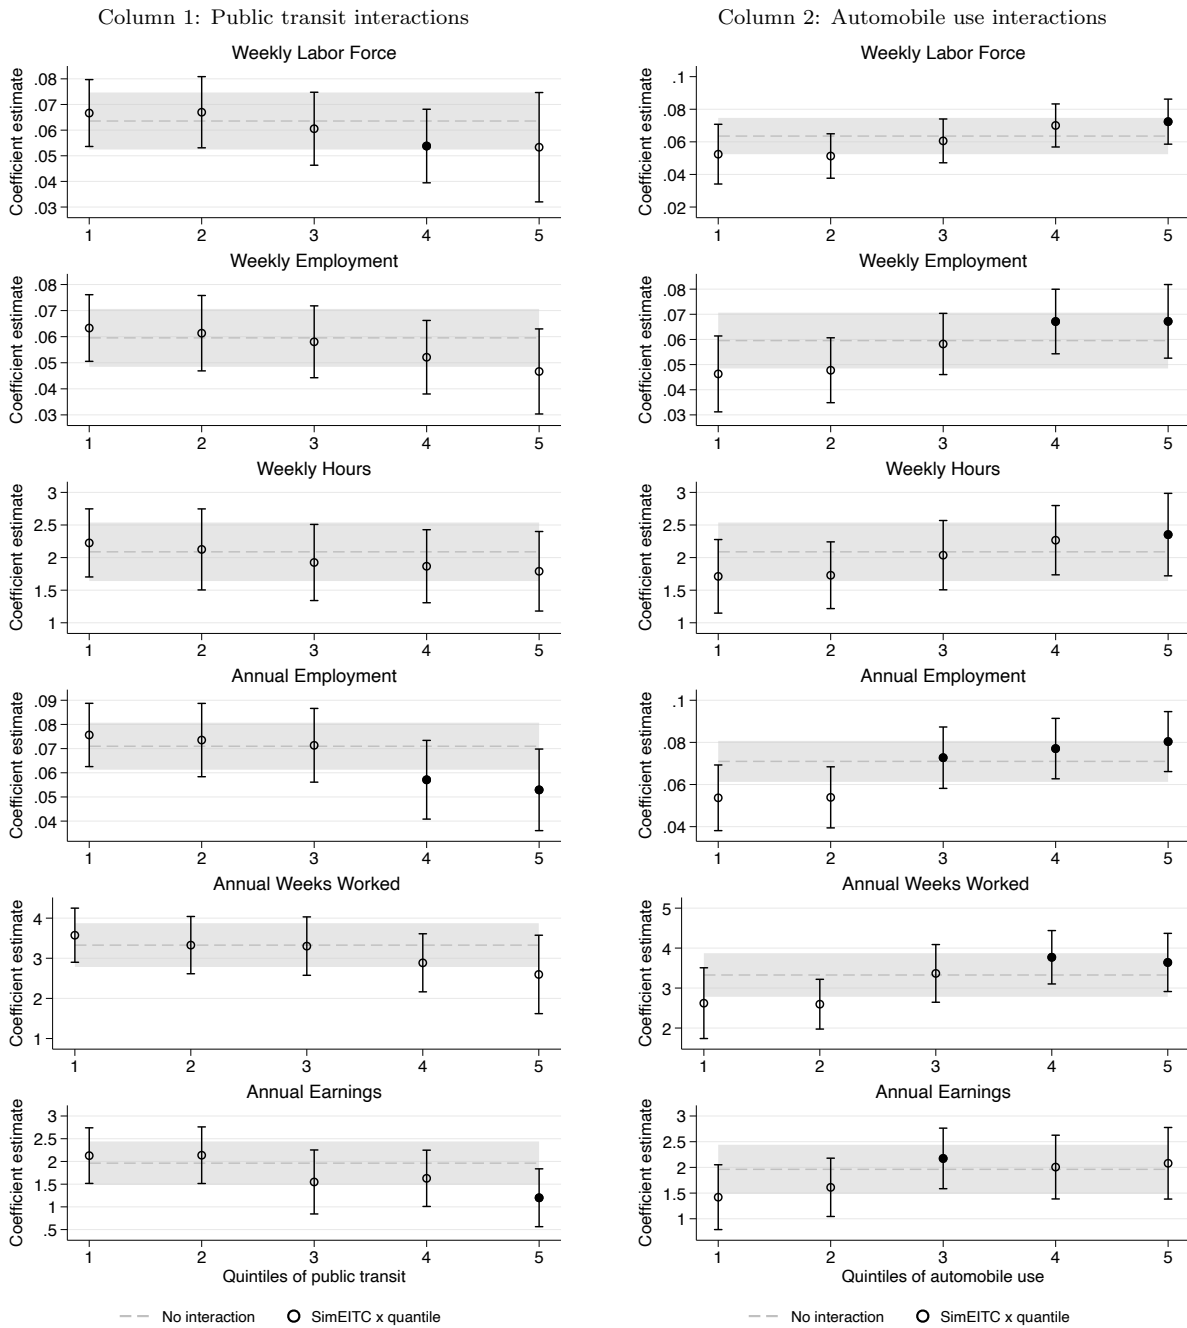 Column 1: Public transit interactions
Weekly Labor Force
Coefficient estimate
.08
.07
.06
.05
.04
.03
1 2 3 4 5
Weekly Employment
Coefficient estimate
.08
.07
.06
.05
.04
.03
1 2 3 4 5
Weekly Hours
Coefficient estimate
3
2.5
2
1.5
1
1 2 3 4 5
Annual Employment
Coefficient estimate
.09
.08
.07
.06
.05
.04
1 2 3 4 5
Annual Weeks Worked
Coefficient estimate
4
3
2
1
1 2 3 4 5
Annual Earnings
Coefficient estimate
3
2.5
2
1.5
1
.5
1 2 3 4 5
Quintiles of public transit
No interaction SimEITC x quantile
Column 2: Automobile use interactions
Weekly Labor Force
Coefficient estimate
.1
.08
.06
.04
.02
1 2 3 4 5
Weekly Employment
Coefficient estimate
.08
.07
.06
.05
.04
.03
1 2 3 4 5
Weekly Hours
Coefficient estimate
3
2.5
2
1.5
1
1 2 3 4 5
Annual Employment
Coefficient estimate
.1
.08
.06
.04
1 2 3 4 5
Annual Weeks Worked
Coefficient estimate
5
4
3
2
1 2 3 4 5
Annual Earnings
Coefficient estimate
3
2.5
2
1.5
1
1 2 3 4 5
Quintiles of automobile use
No interaction SimEITC x quantile